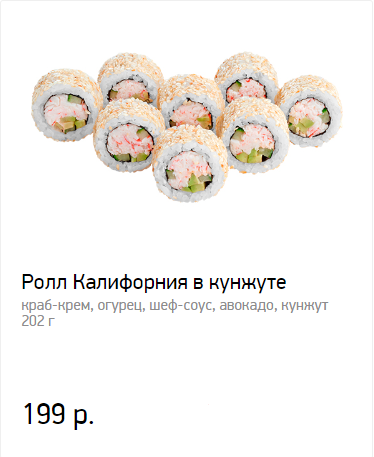 Ролл Калифорния в кунжуте
краб-крем, огурец, шеф-соус, авокадо, кунжут
202 г
199 р.